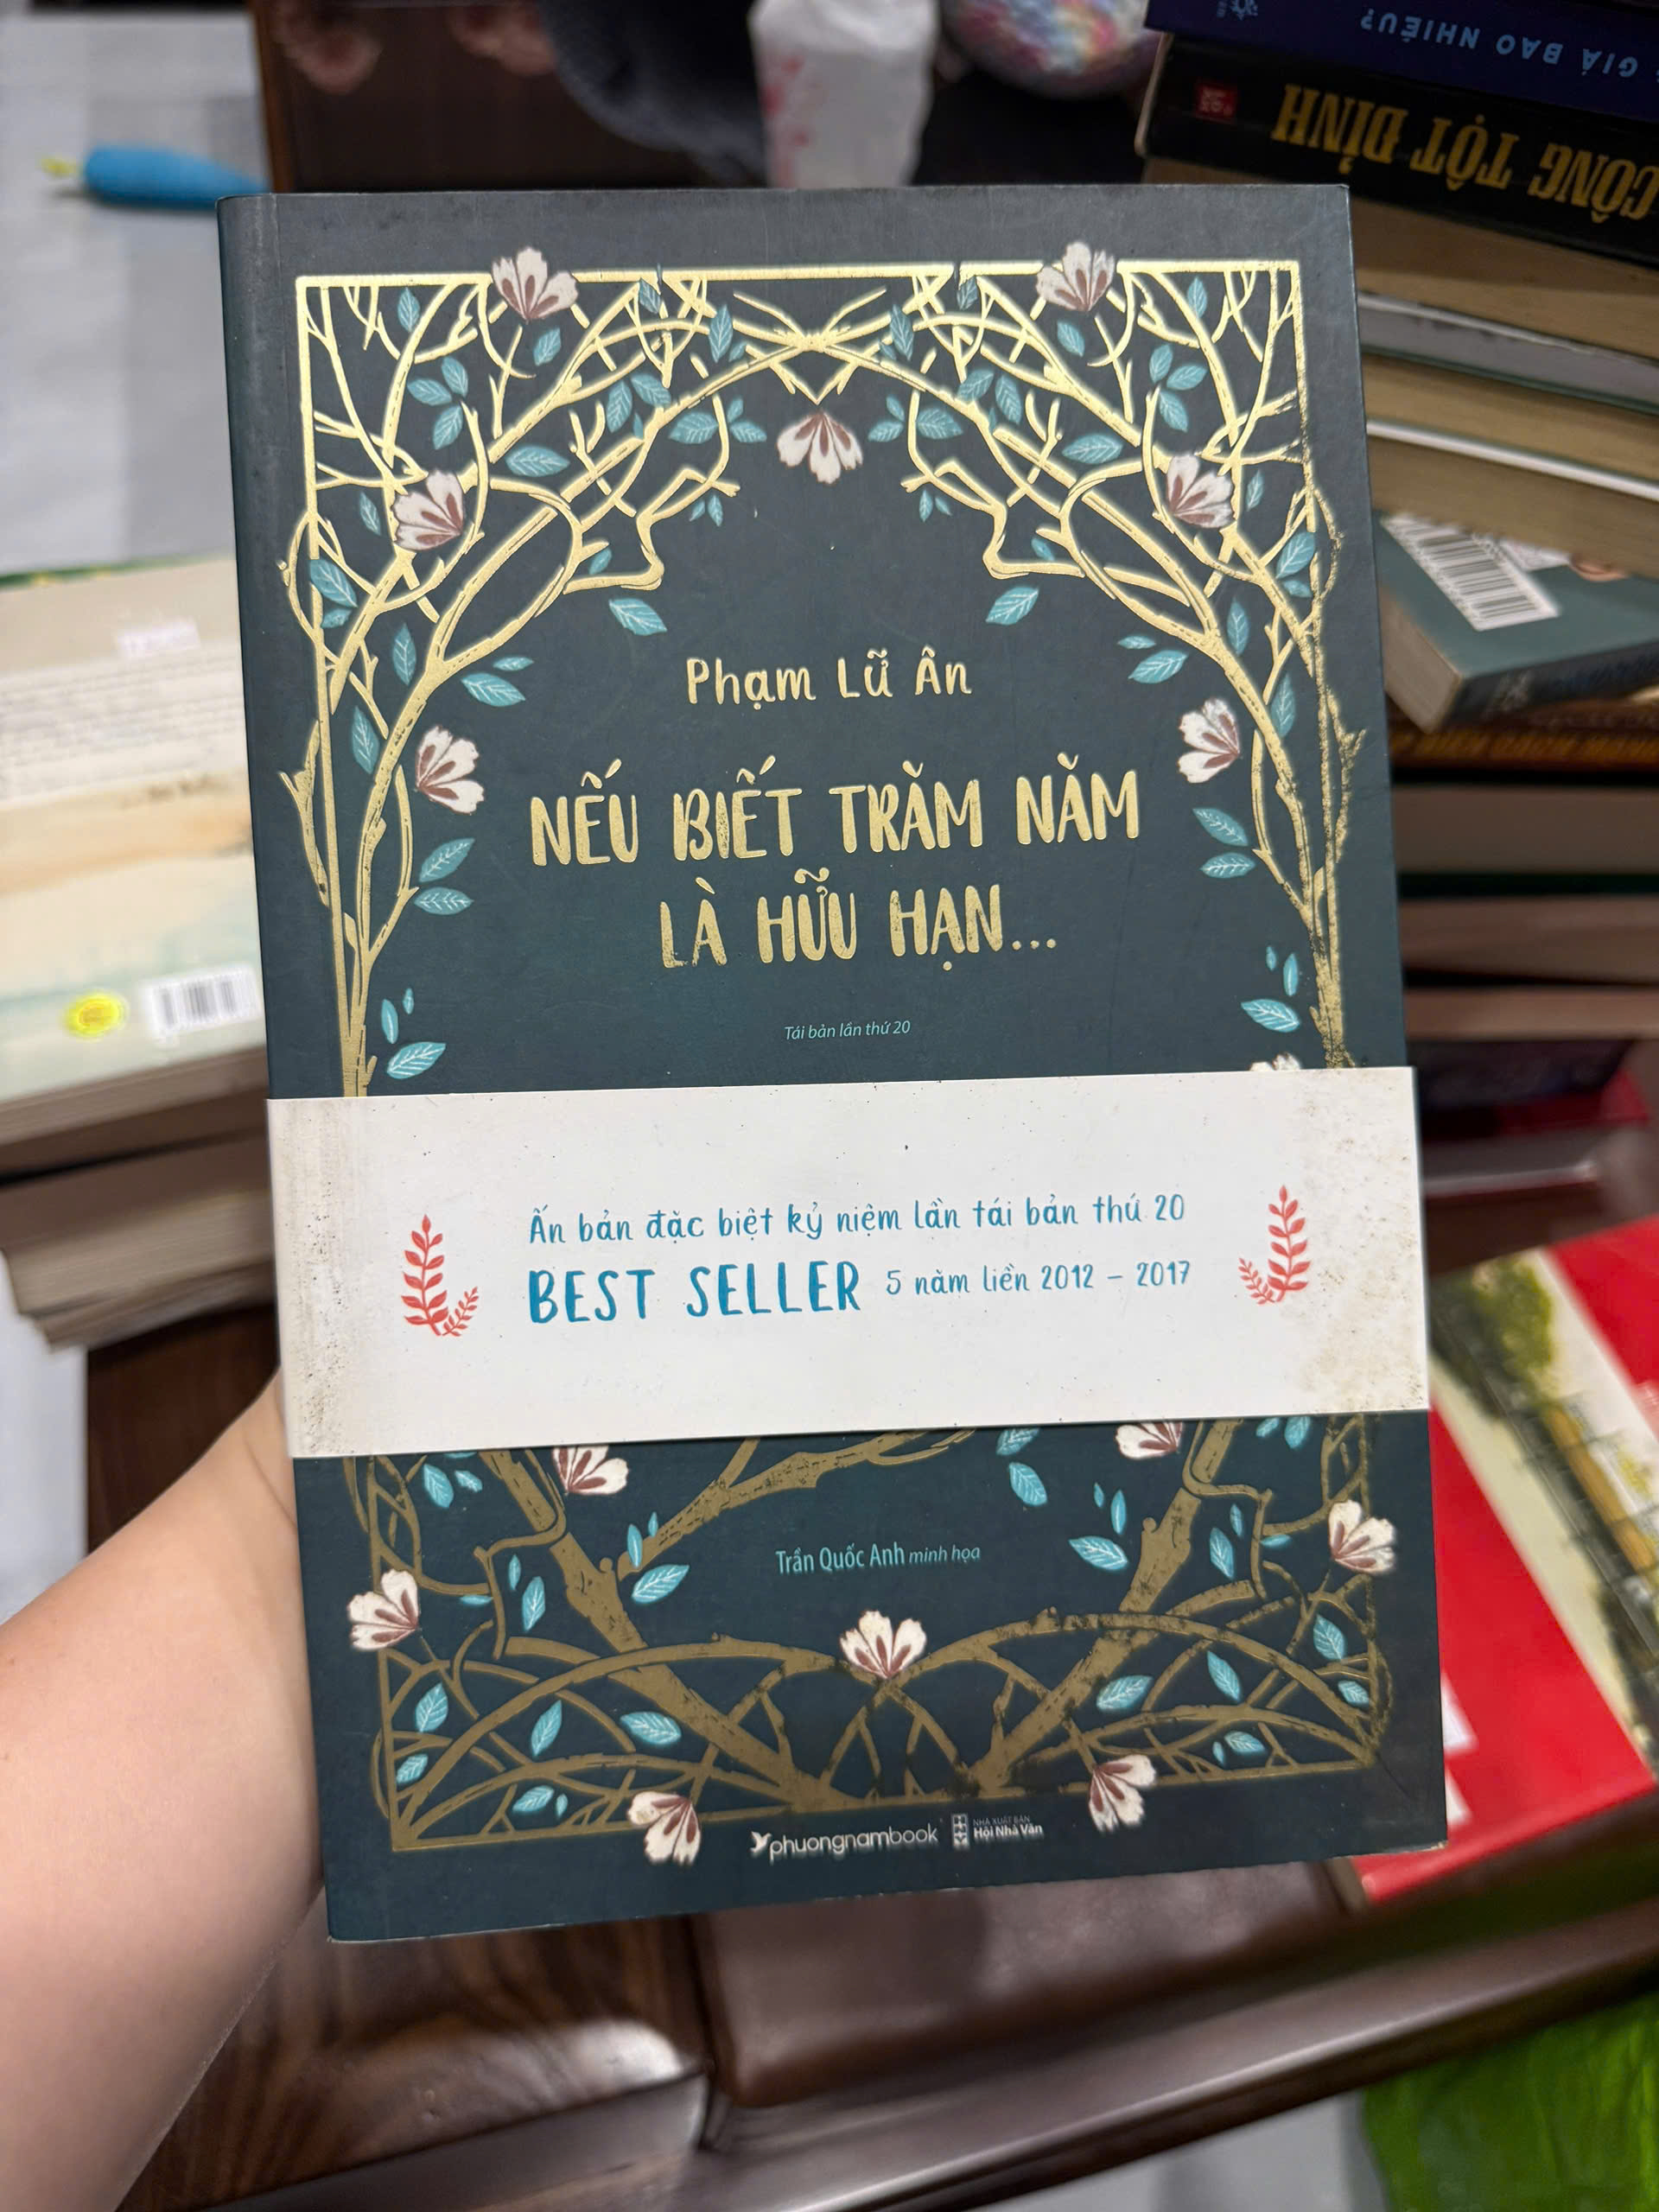 GIÁ BAO NHIÊU?
CÔNG TỘT ĐỈNH
Phạm Lữ Ân
NẾU BIẾT TRĂM NĂM
LÀ HỮU HẠN...
Tái bản lần thứ 20
Ấn bản đặc biệt kỷ niệm lần tái bản thứ 20
BEST SELLER 5 năm liền 2012 – 2017
Trần Quốc Anh minh họa
phuongnambook
NHÀ XUẤT BẢN
Hội Nhà Văn